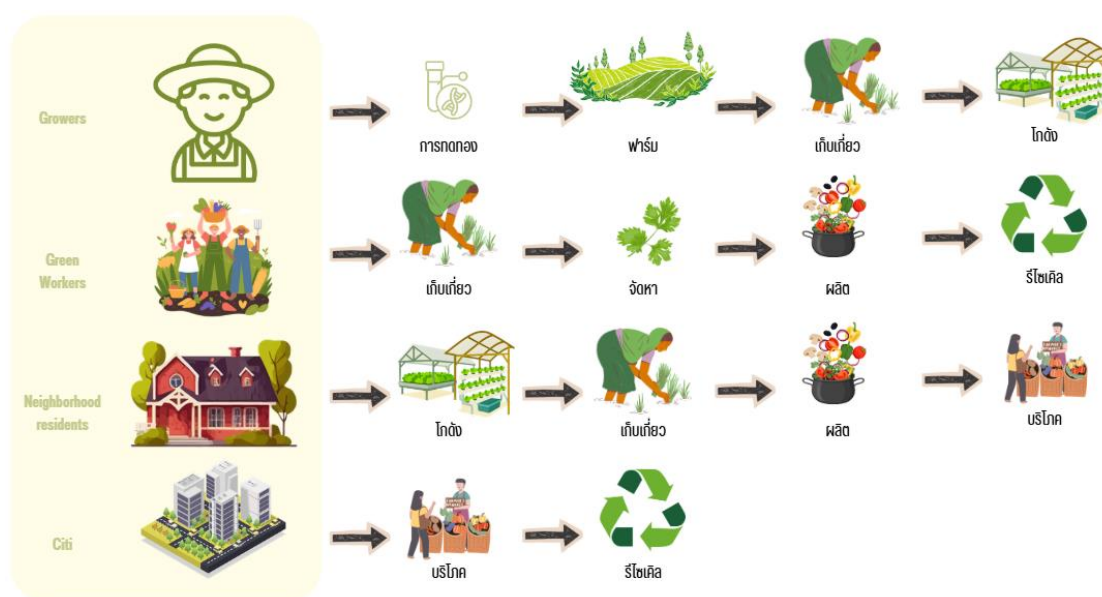 Growers
การทดทอง
ฟาร์ม
เก็บเกี่ยว
โกดัง
Green
Workers
เก็บเกี่ยว
จัดหา
ผลิต
รีไซเคิล
Neighborhood
residents
โกดัง
เก็บเกี่ยว
ผลิต
บริโภค
Citi
บริโภค
รีไซเคิล